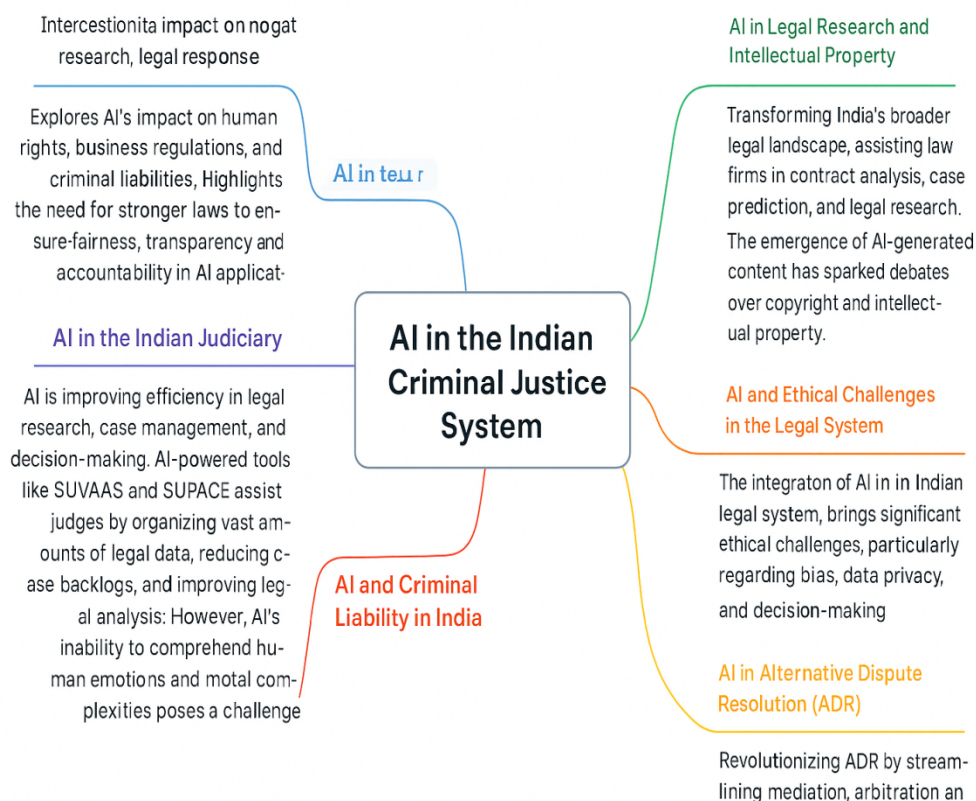 Intercestionita impact on nogat
research, legal response
Explores AI's impact on human
rights, business regulations, and
criminal liabilities, Highlights
the need for stronger laws to en-
sure-fairness, transparency and
accountability in AI applicat-
AI in
AI in the Indian Judiciary
AI is improving efficiency in legal
research, case management, and
decision-making. AI-powered tools
like SUVAAS and SUPACE assist
judges by organizing vast am-
ounts of legal data, reducing c-
ase backlogs, and improving leg-
al analysis: However, AI's
inability to comprehend hu-
man emotions and motal com-
plexities poses a challenge
AI in the Indian
Criminal Justice
System
AI and Criminal
Liability in India
AI in Legal Research and
Intellectual Property
Transforming India's broader
legal landscape, assisting law
firms in contract analysis, case
prediction, and legal research.
The emergence of AI-generated
content has sparked debates
over copyright and intellect-
ual property.
AI and Ethical Challenges
in the Legal System
The integraton of AI in in Indian
legal system, brings significant
ethical challenges, particularly
regarding bias, data privacy,
and decision-making
AI in Alternative Dispute
Resolution (ADR)
Revolutionizing ADR by stream-
lining mediation, arbitration an